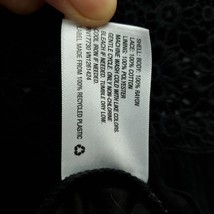 SHELL: BODY: 100% RAYON
LACE: 100% COTTON
LINING: 100% POLYESTER
MACHINE WASH COLD WITH LIKE COLORS.
GENTLE CYCLE. ONLY NON-CHLORINE
BLEACH IF NEEDED. TUMBLE DRY LOW.
COOL IRON IF NEEDED.
VN1291424
LABEL MADE FROM 100%
RECYCLED PLASTIC